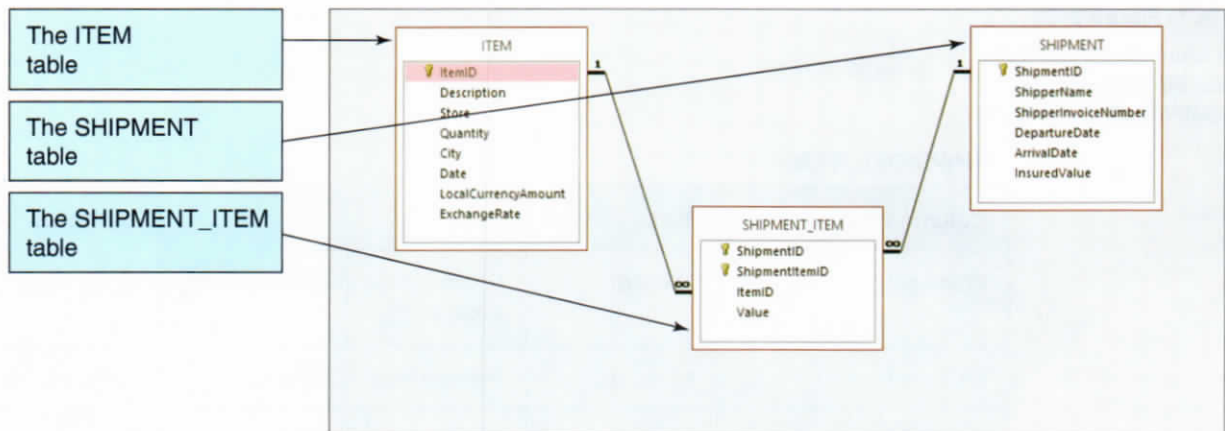 The ITEM
table
The SHIPMENT
table
The SHIPMENT_ITEM
table
ITEM
1
ItemID
Description
Store
Quantity
City
Date
LocalCurrencyAmount
ExchangeRate
∞
SHIPMENT_ITEM
ShipmentID
ShipmentItemID
ItemID
Value
∞
SHIPMENT
1
ShipmentID
ShipperName
ShipperInvoiceNumber
DepartureDate
ArrivalDate
InsuredValue